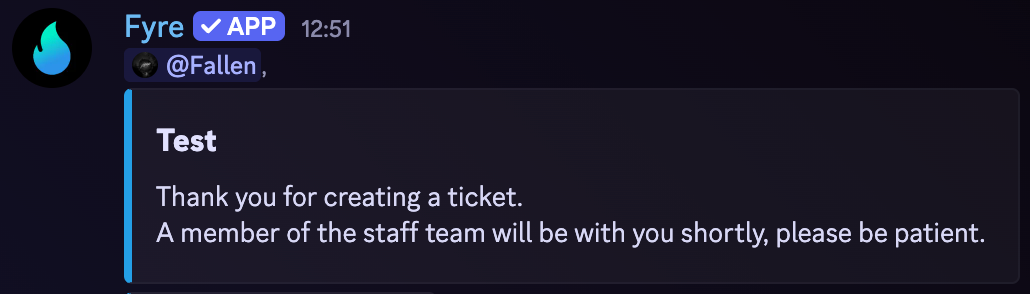 Fyre ✓ APP 12:51
@Fallen,
Test
Thank you for creating a ticket.
A member of the staff team will be with you shortly, please be patient.